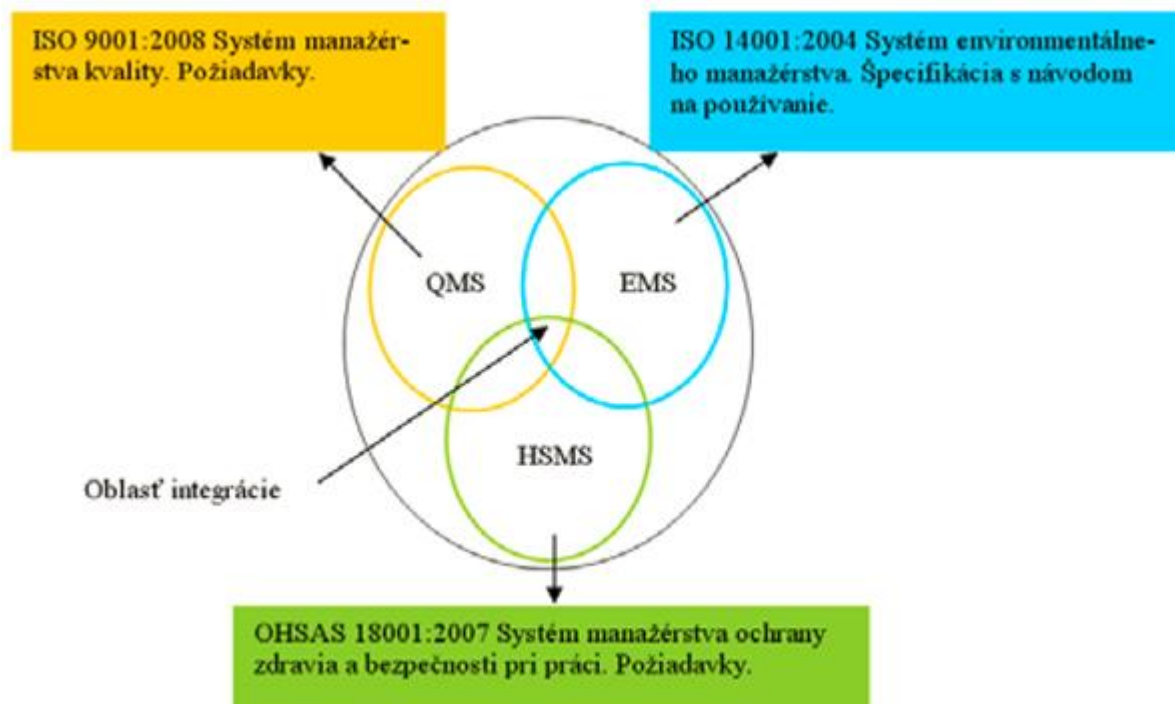 ISO 9001:2008 Systém manažér-
stva kvality. Požiadavky.
ISO 14001:2004 Systém environmentálne-
ho manažérstva. Špecifikácia s návodom
na používanie.
QMS
EMS
HSMS
Oblasť integrácie
OHSAS 18001:2007 Systém manažérstva ochrany
zdravia a bezpečnosti pri práci. Požiadavky.